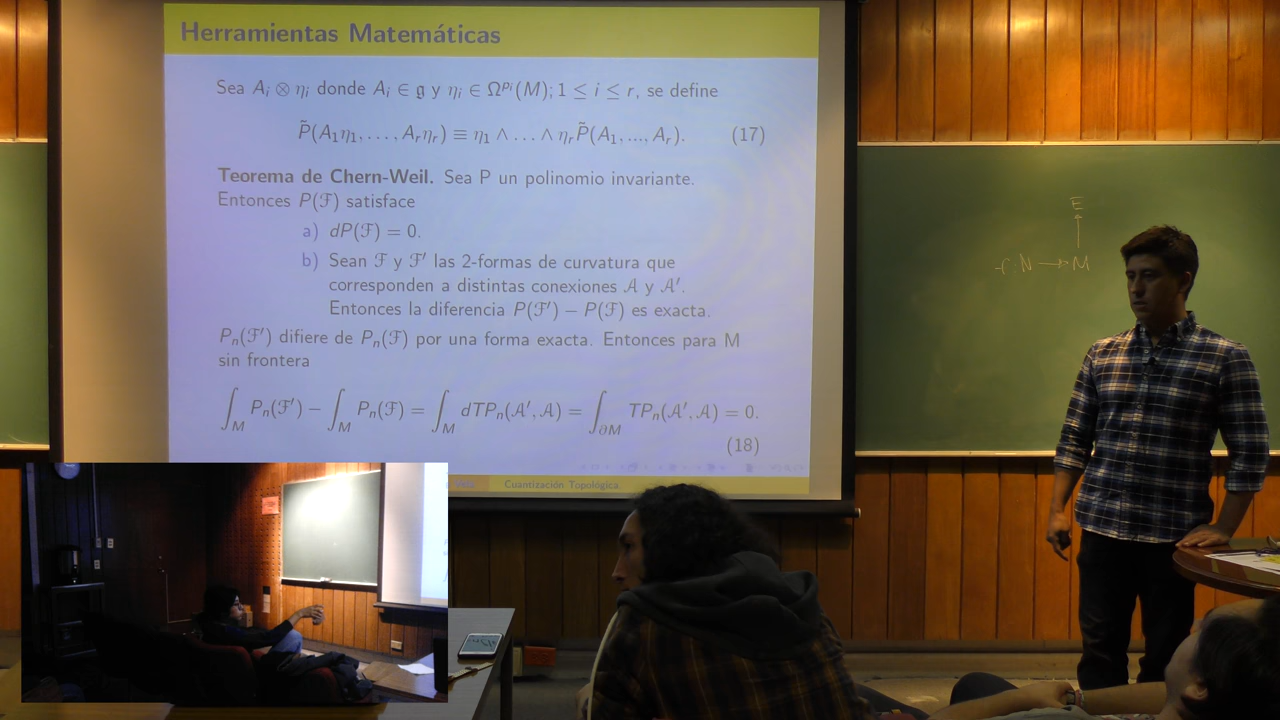 Herramientas Matemáticas
Sea A_i ⊗ η_i donde A_i ∈ 𝔤 y η_i ∈ Ω^{p_i}(M); 1 ≤ i ≤ r, se define
P̃(A_1η_1, . . . , A_rη_r) ≡ η_1 ∧ . . . ∧ η_r P̃(A_1, ..., A_r). (17)
Teorema de Chern-Weil. Sea P un polinomio invariante.
Entonces P(ℱ) satisface
a) dP(ℱ) = 0.
b) Sean ℱ y ℱ′ las 2-formas de curvatura que
corresponden a distintas conexiones 𝒜 y 𝒜′.
Entonces la diferencia P(ℱ′) − P(ℱ) es exacta.
P_n(ℱ′) difiere de P_n(ℱ) por una forma exacta. Entonces para M
sin frontera
∫_M P_n(ℱ′) − ∫_M P_n(ℱ) = ∫_M dTP_n(𝒜′, 𝒜) = ∫_{∂M} TP_n(𝒜′, 𝒜) = 0.
(18)
Cuantización Topológica
E
f: N → M